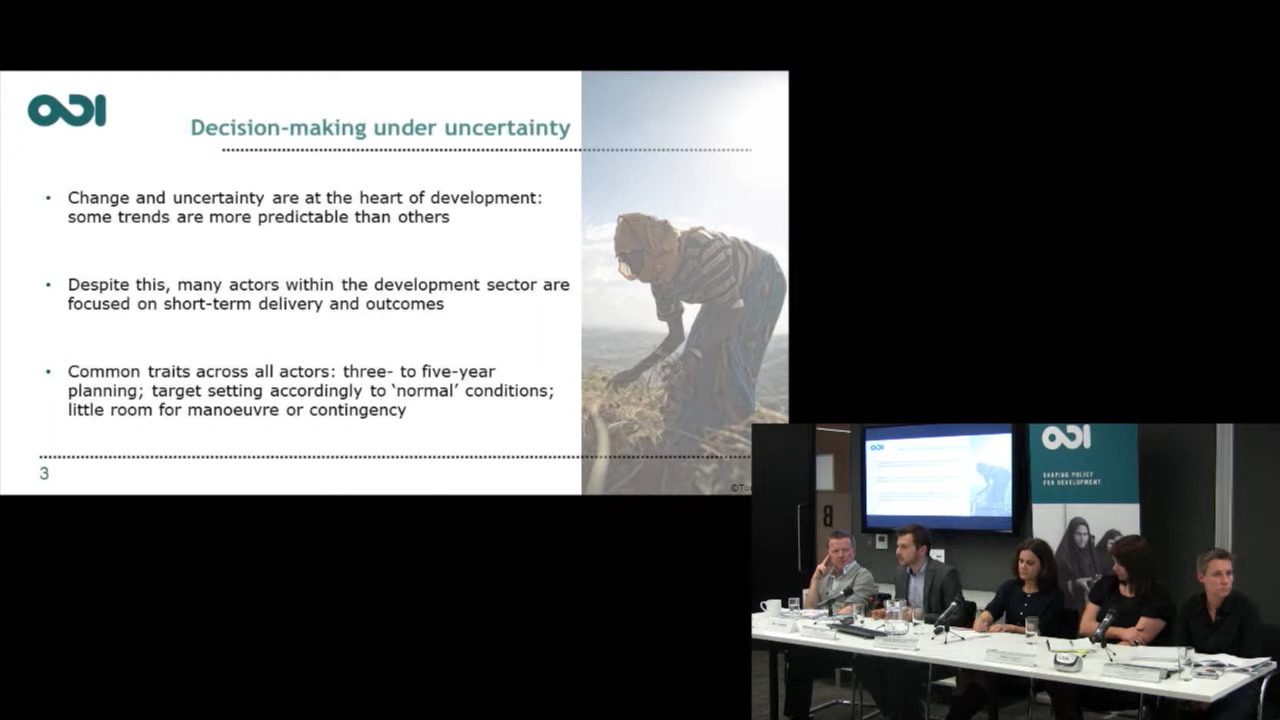 ODI
Decision-making under uncertainty
• Change and uncertainty are at the heart of development:
some trends are more predictable than others
• Despite this, many actors within the development sector are
focused on short-term delivery and outcomes
• Common traits across all actors: three- to five-year
planning; target setting accordingly to ‘normal’ conditions;
little room for manoeuvre or contingency
3
ODI
SHAPING POLICY
FOR DEVELOPMENT
B